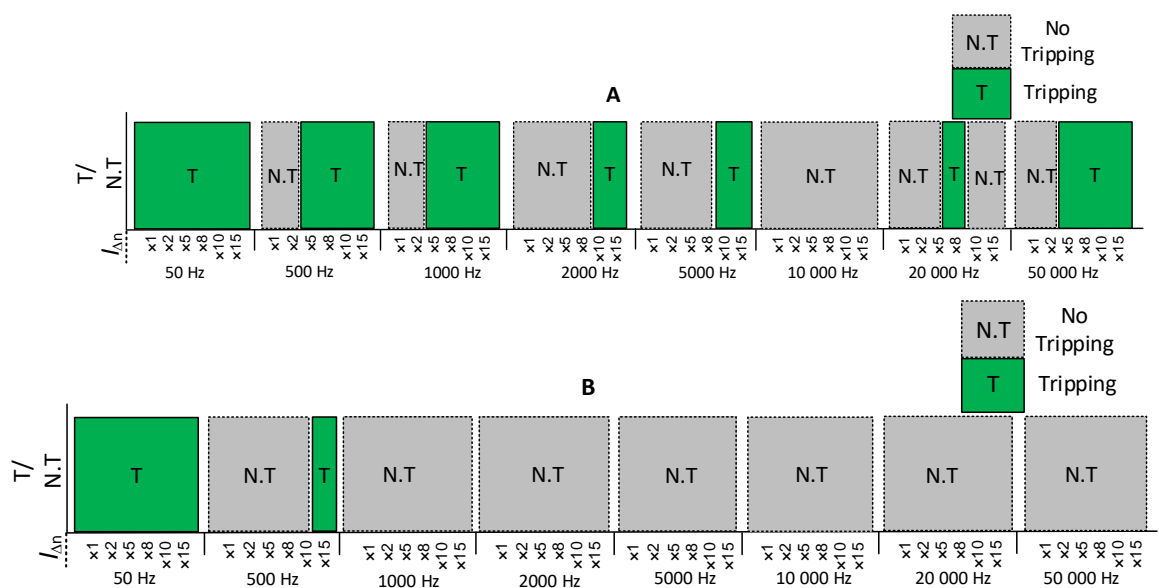 N.T No Tripping
T Tripping
A
T/ N.T
T N.T T N.T T N.T T N.T T N.T N.T T N.T N.T T
IΔn
×1 ×2 ×5 ×8 ×10 ×15 ×1 ×2 ×5 ×8 ×10 ×15 ×1 ×2 ×5 ×8 ×10 ×15 ×1 ×2 ×5 ×8 ×10 ×15 ×1 ×2 ×5 ×8 ×10 ×15 ×1 ×2 ×5 ×8 ×10 ×15 ×1 ×2 ×5 ×8 ×10 ×15 ×1 ×2 ×5 ×8 ×10 ×15
50 Hz 500 Hz 1000 Hz 2000 Hz 5000 Hz 10 000 Hz 20 000 Hz 50 000 Hz
N.T No Tripping
T Tripping
B
T/ N.T
T N.T T N.T N.T N.T N.T N.T N.T
IΔn
×1 ×2 ×5 ×8 ×10 ×15 ×1 ×2 ×5 ×8 ×10 ×15 ×1 ×2 ×5 ×8 ×10 ×15 ×1 ×2 ×5 ×8 ×10 ×15 ×1 ×2 ×5 ×8 ×10 ×15 ×1 ×2 ×5 ×8 ×10 ×15 ×1 ×2 ×5 ×8 ×10 ×15 ×1 ×2 ×5 ×8 ×10 ×15
50 Hz 500 Hz 1000 Hz 2000 Hz 5000 Hz 10 000 Hz 20 000 Hz 50 000 Hz